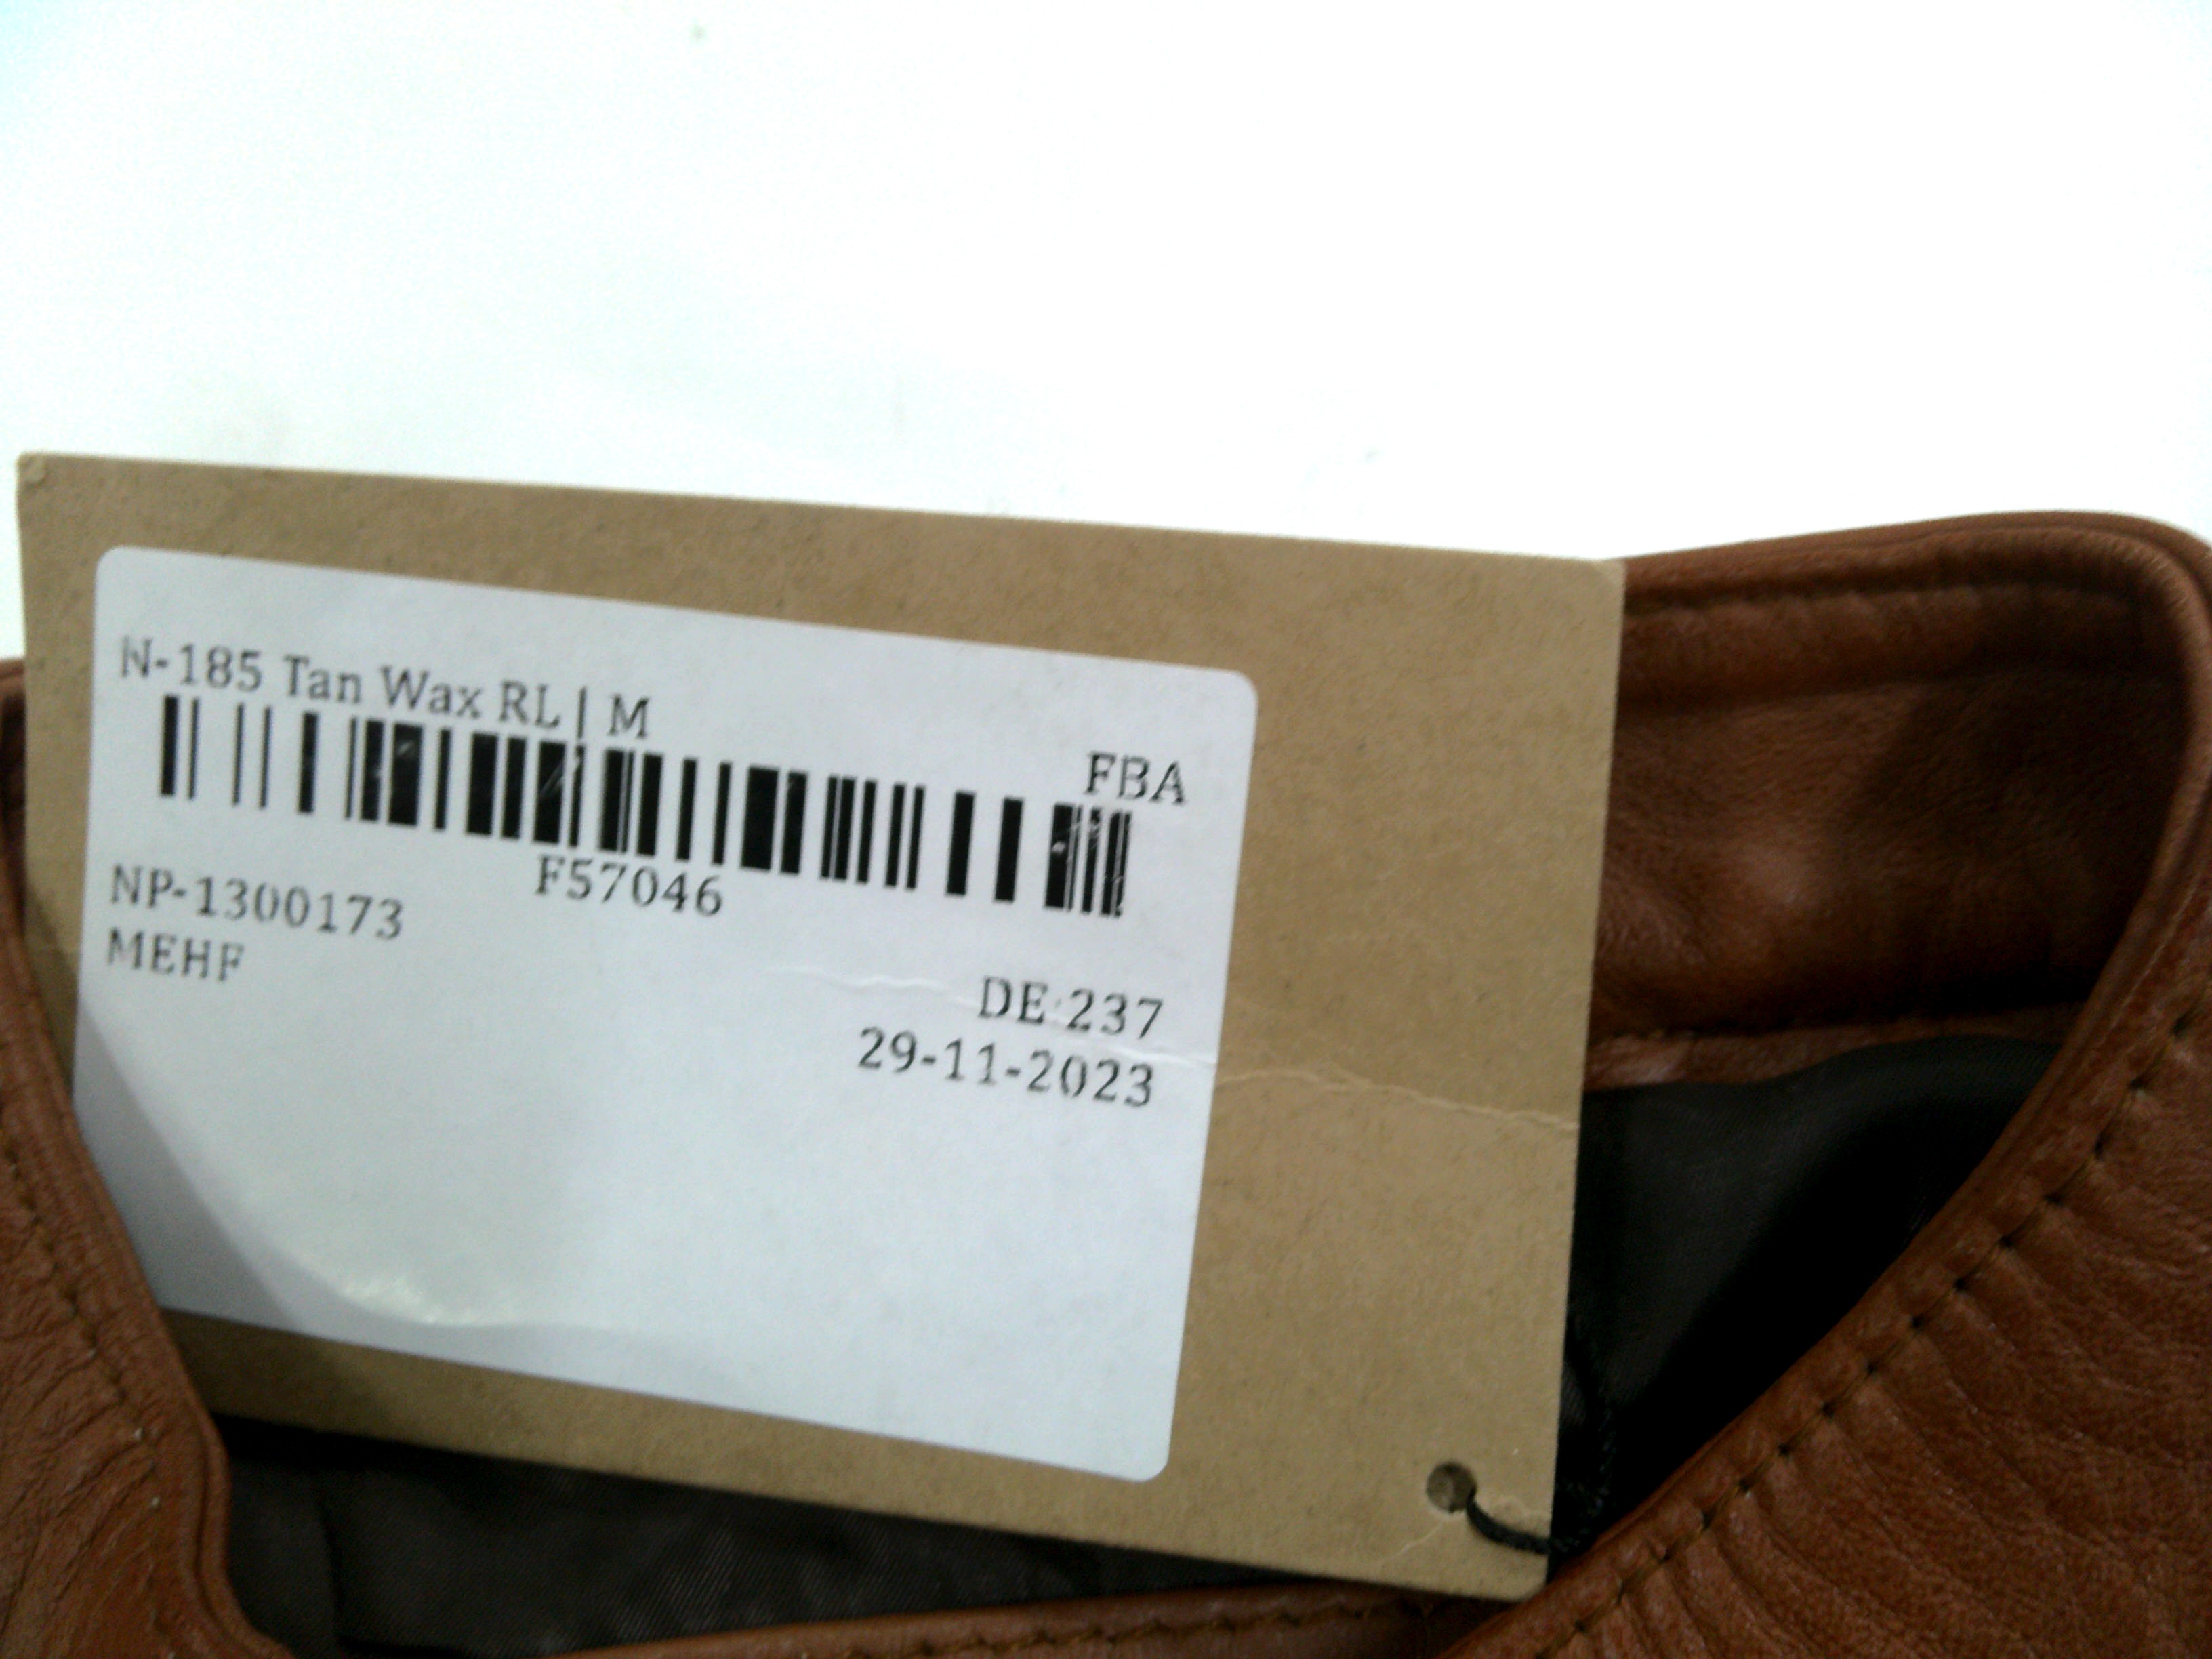 N-185 Tan Wax RL | M
FBA
F57046
NP-1300173
MEHF
DE 237
29-11-2023